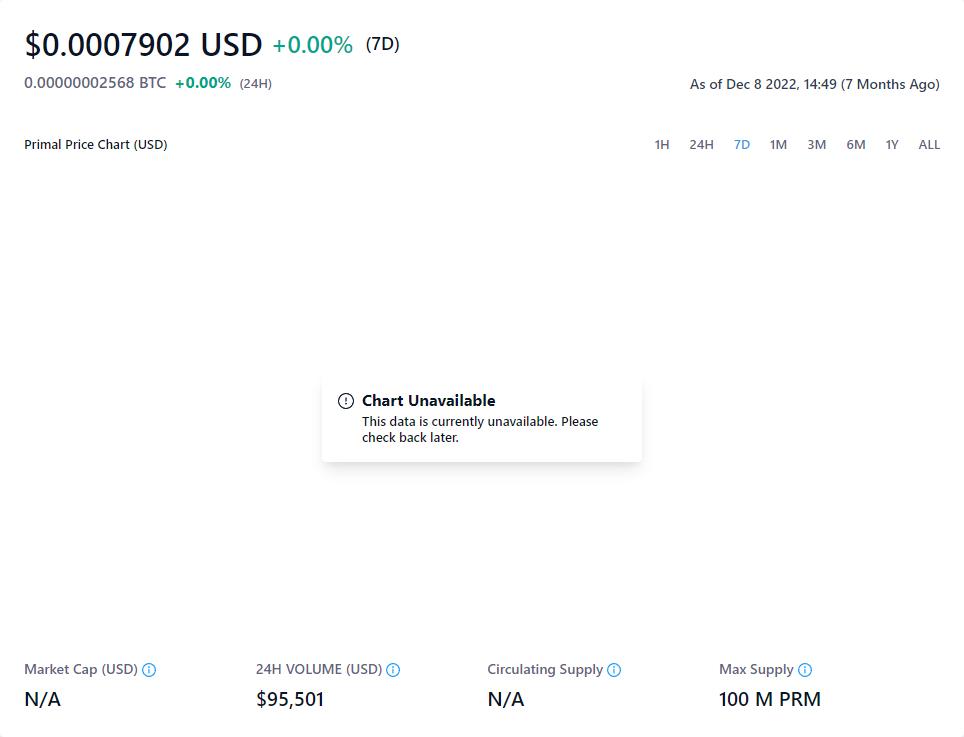 $0.0007902 USD +0.00% (7D)
0.00000002568 BTC +0.00% (24H)
As of Dec 8 2022, 14:49 (7 Months Ago)
Primal Price Chart (USD)
1H 24H 7D 1M 3M 6M 1Y ALL
Chart Unavailable
This data is currently unavailable. Please
check back later.
Market Cap (USD)
N/A
24H VOLUME (USD)
$95,501
Circulating Supply
N/A
Max Supply
100 M PRM